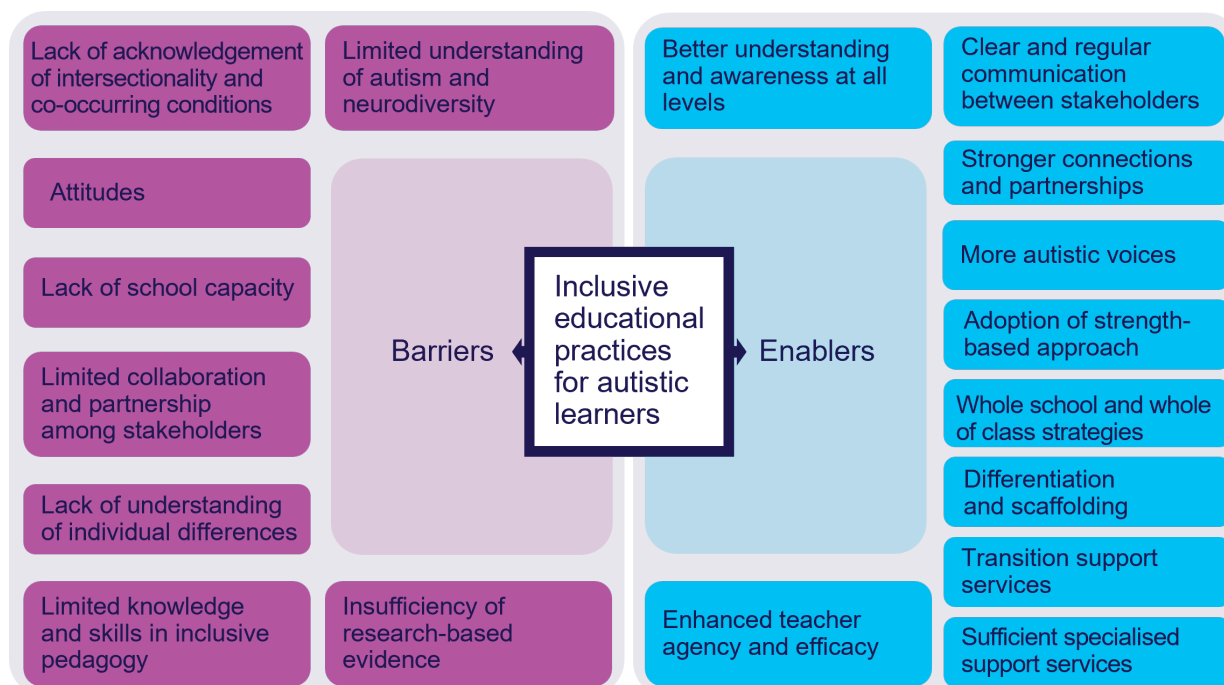 Lack of acknowledgement
of intersectionality and
co-occurring conditions
Limited understanding
of autism and
neurodiversity
Attitudes
Lack of school capacity
Limited collaboration
and partnership
among stakeholders
Lack of understanding
of individual differences
Limited knowledge
and skills in inclusive
pedagogy
Insufficiency of
research-based
evidence
Barriers
Inclusive
educational
practices
for autistic
learners
Enablers
Better understanding
and awareness at all
levels
Clear and regular
communication
between stakeholders
Stronger connections
and partnerships
More autistic voices
Adoption of strength-
based approach
Whole school and whole
of class strategies
Differentiation
and scaffolding
Transition support
services
Enhanced teacher
agency and efficacy
Sufficient specialised
support services